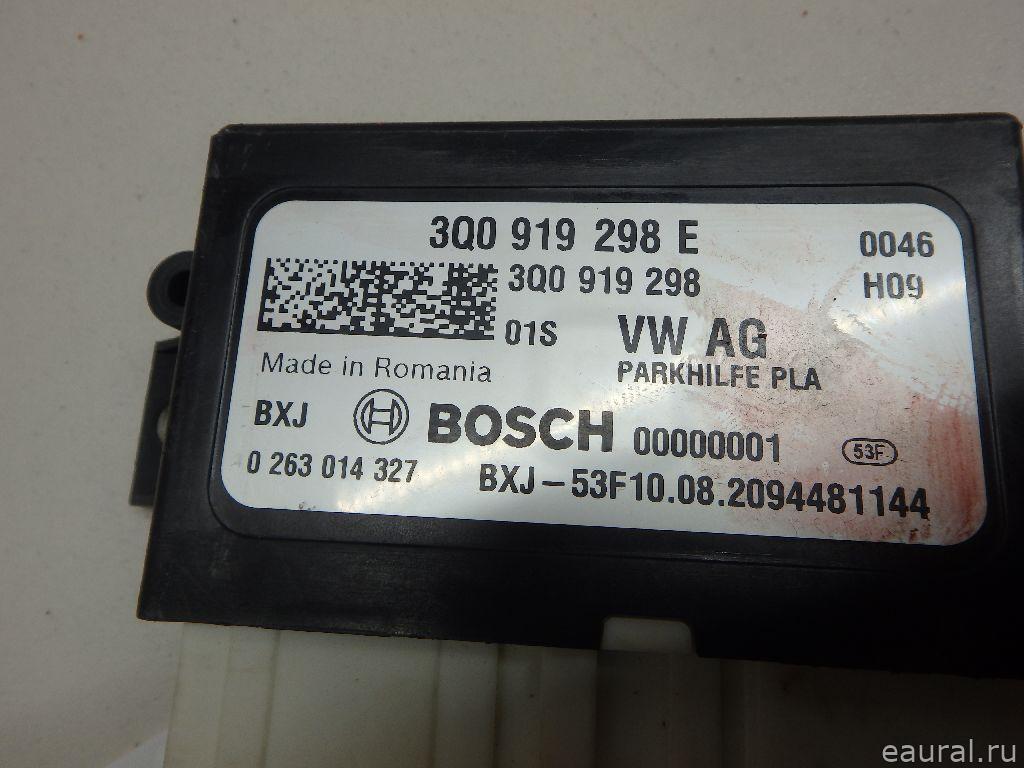 3Q0 919 298 E 0046
3Q0 919 298 H09
01S VW AG
Made in Romania PARKHILFE PLA
BXJ BOSCH 00000001 53F
0 263 014 327 BXJ-53F10.08.2094481144
eaural.ru